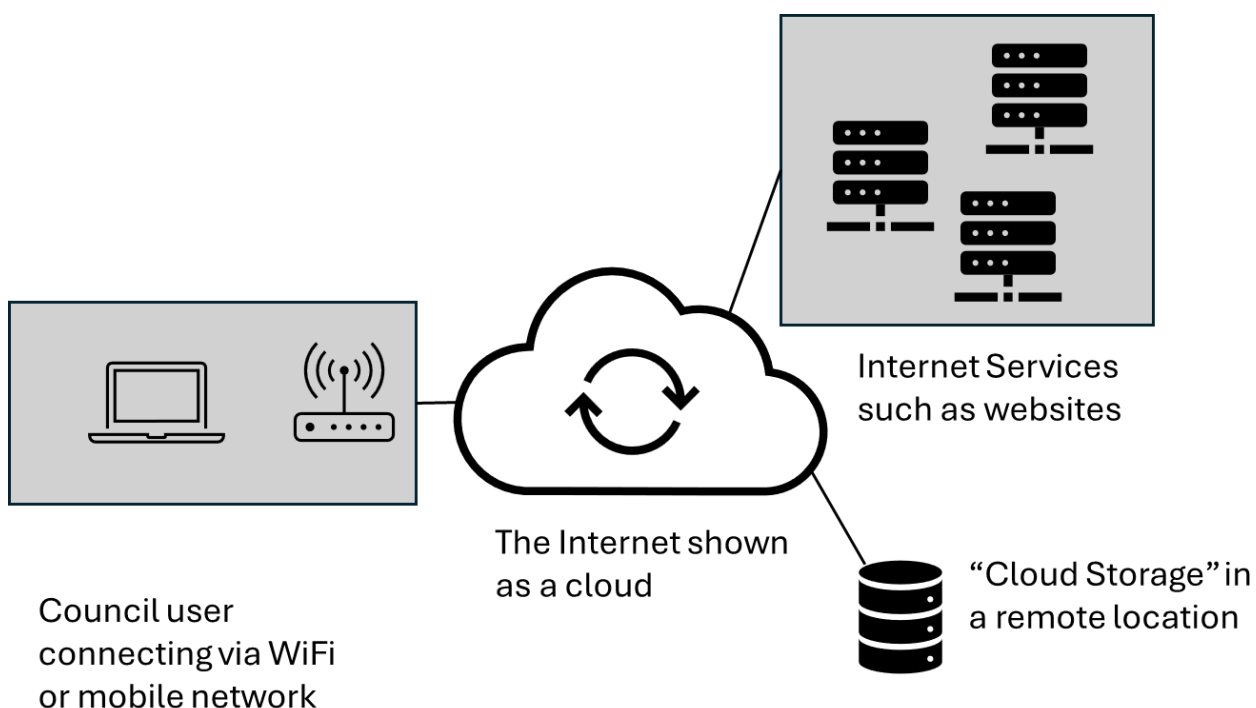 Internet Services
such as websites
The Internet shown
as a cloud
“Cloud Storage” in
a remote location
Council user
connecting via WiFi
or mobile network